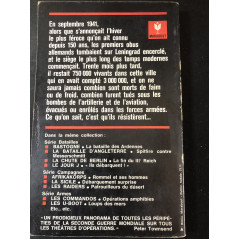 En septembre 1941,
alors que s'annonçait l'hiver
le plus féroce qu'on ait connu
depuis 150 ans, les premiers obus
allemands tombaient sur Leningrad encerclé,
et le siège le plus long des temps modernes
commençait. Trente mois plus tard,
il restait 750 000 vivants dans cette ville
qui en avait compté 3 000 000, et on ne
saura jamais combien sont morts de faim
ou de froid, combien furent tués sous les
bombes de l'artillerie et de l'aviation,
évacués ou enrôlés dans les armées.
Ce qu'on sait, c'est qu'ils résistèrent...
Dans la même collection :
Série Batailles
BASTOGNE • La bataille des Ardennes
LA BATAILLE D'ANGLETERRE • Spitfire contre
Messerschmitt
LA CHUTE DE BERLIN • La fin du IIIe Reich
LE JOUR J • Ils débarquent !
Série Campagnes
AFRIKAKORPS • Rommel et ses hommes
LA SICILE • Débarquement surprise
LES RAIDERS • Patrouilleurs du désert
Série Armes
LES COMMANDOS • Opérations amphibies
LES U-BOOT • Loups des mers
Etc...
"UN PRODIGIEUX PANORAMA DE TOUTES LES PÉRIPÉ-
TIES DE LA SECONDE GUERRE MONDIALE SUR TOUS
LES THÉATRES D'OPÉRATIONS." Peter Townsend